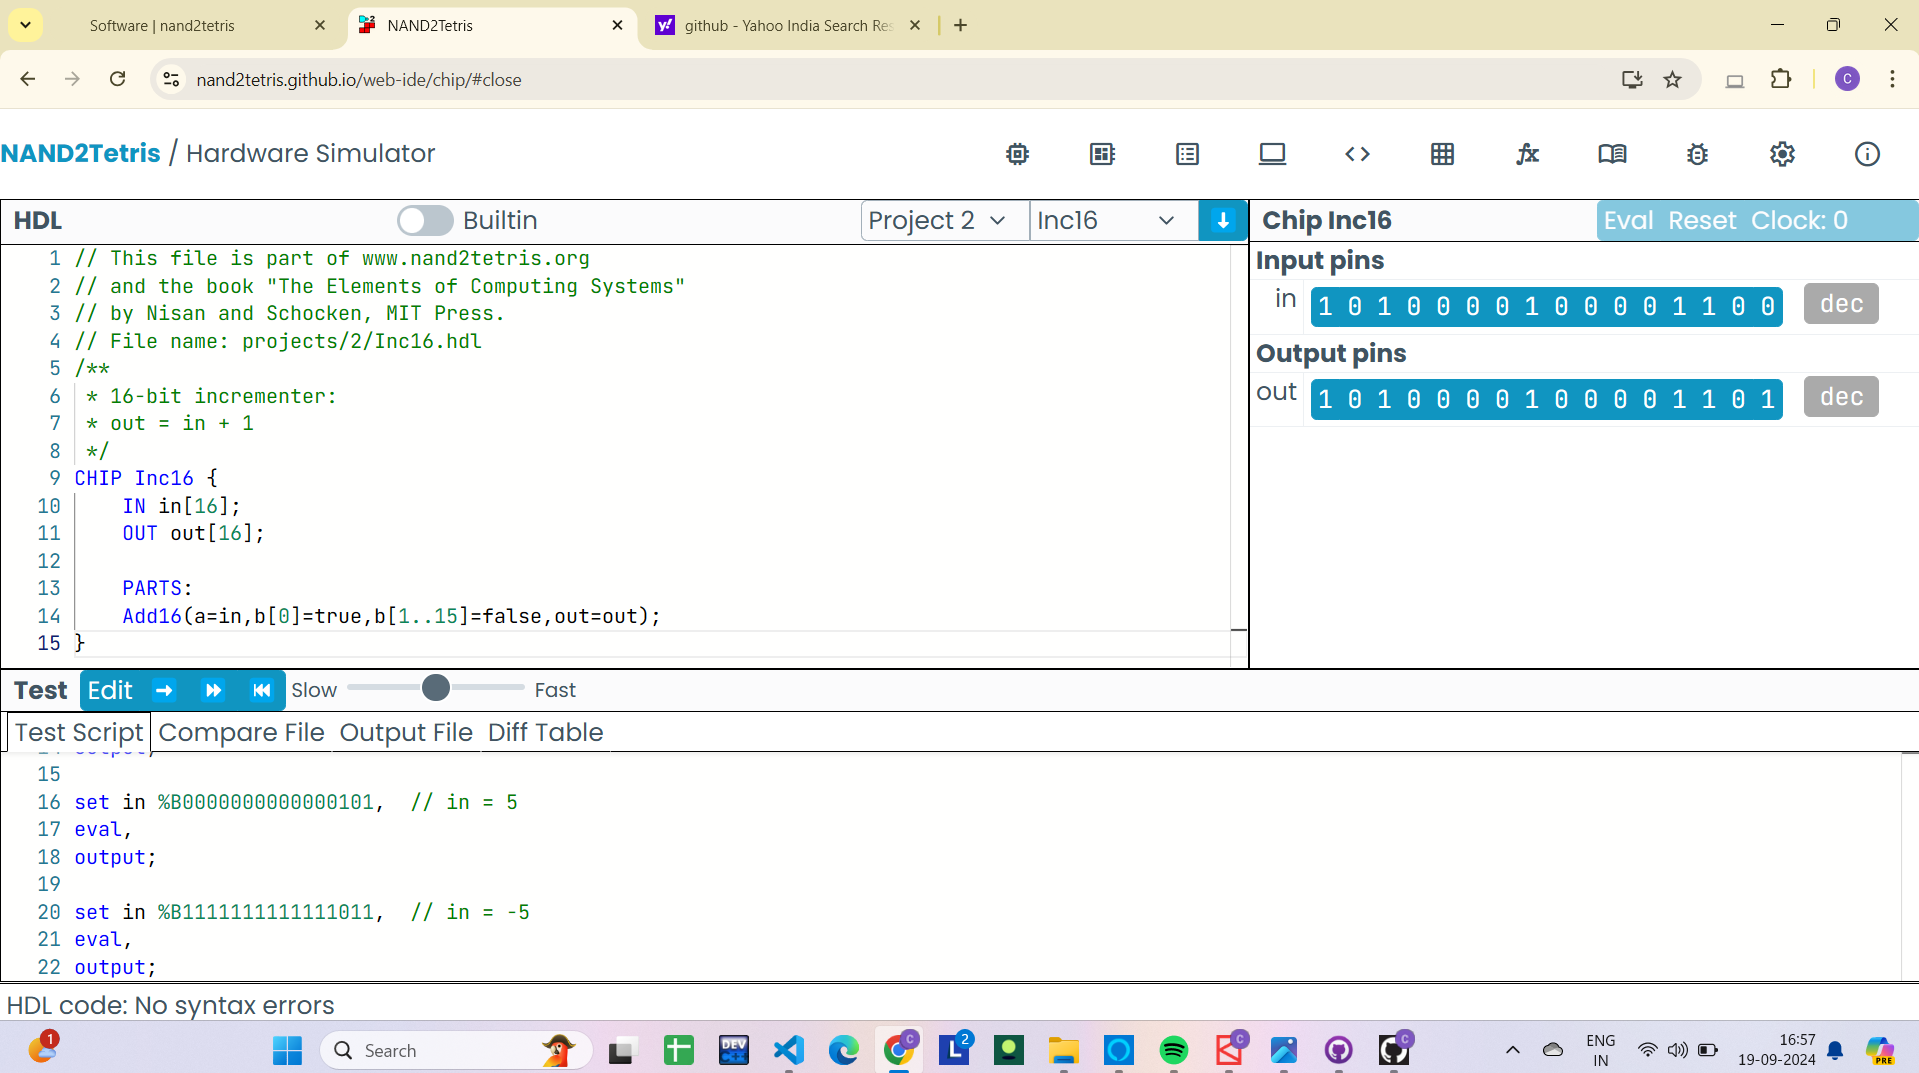 Software | nand2tetris
NAND2Tetris
github - Yahoo India Search Res
nand2tetris.github.io/web-ide/chip/#close
C
NAND2Tetris / Hardware Simulator
HDL
Builtin
Project 2
Inc16
Chip Inc16
Eval Reset Clock: 0
1 // This file is part of www.nand2tetris.org
2 // and the book "The Elements of Computing Systems"
3 // by Nisan and Schocken, MIT Press.
4 // File name: projects/2/Inc16.hdl
5 /**
6 * 16-bit incrementer:
7 * out = in + 1
8 */
9 CHIP Inc16 {
10 IN in[16];
11 OUT out[16];
12
13 PARTS:
14 Add16(a=in,b[0]=true,b[1..15]=false,out=out);
15 }
Input pins
in 1 0 1 0 0 0 0 1 0 0 0 0 1 1 0 0 dec
Output pins
out 1 0 1 0 0 0 0 1 0 0 0 0 1 1 0 1 dec
Test Edit Slow Fast
Test Script Compare File Output File Diff Table
14 output;
15
16 set in %B0000000000000101, // in = 5
17 eval,
18 output;
19
20 set in %B1111111111111011, // in = -5
21 eval,
22 output;
HDL code: No syntax errors
1
Search
DEV
C++
C
L
2
C
C
ENG
IN
16:57
19-09-2024
PRE